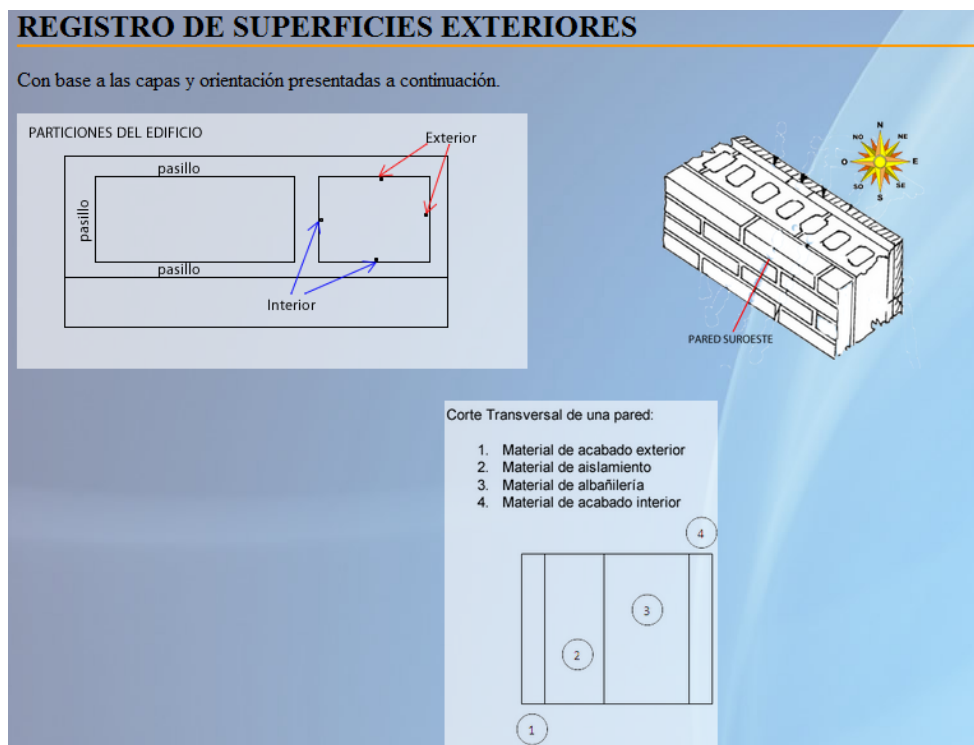 REGISTRO DE SUPERFICIES EXTERIORES
Con base a las capas y orientación presentadas a continuación.
PARTICIONES DEL EDIFICIO
Exterior
pasillo
pasillo
pasillo
Interior
N
NO
NE
O
E
SO
SE
S
PARED SUROESTE
Corte Transversal de una pared:
1. Material de acabado exterior
2. Material de aislamiento
3. Material de albañilería
4. Material de acabado interior
4
3
2
1